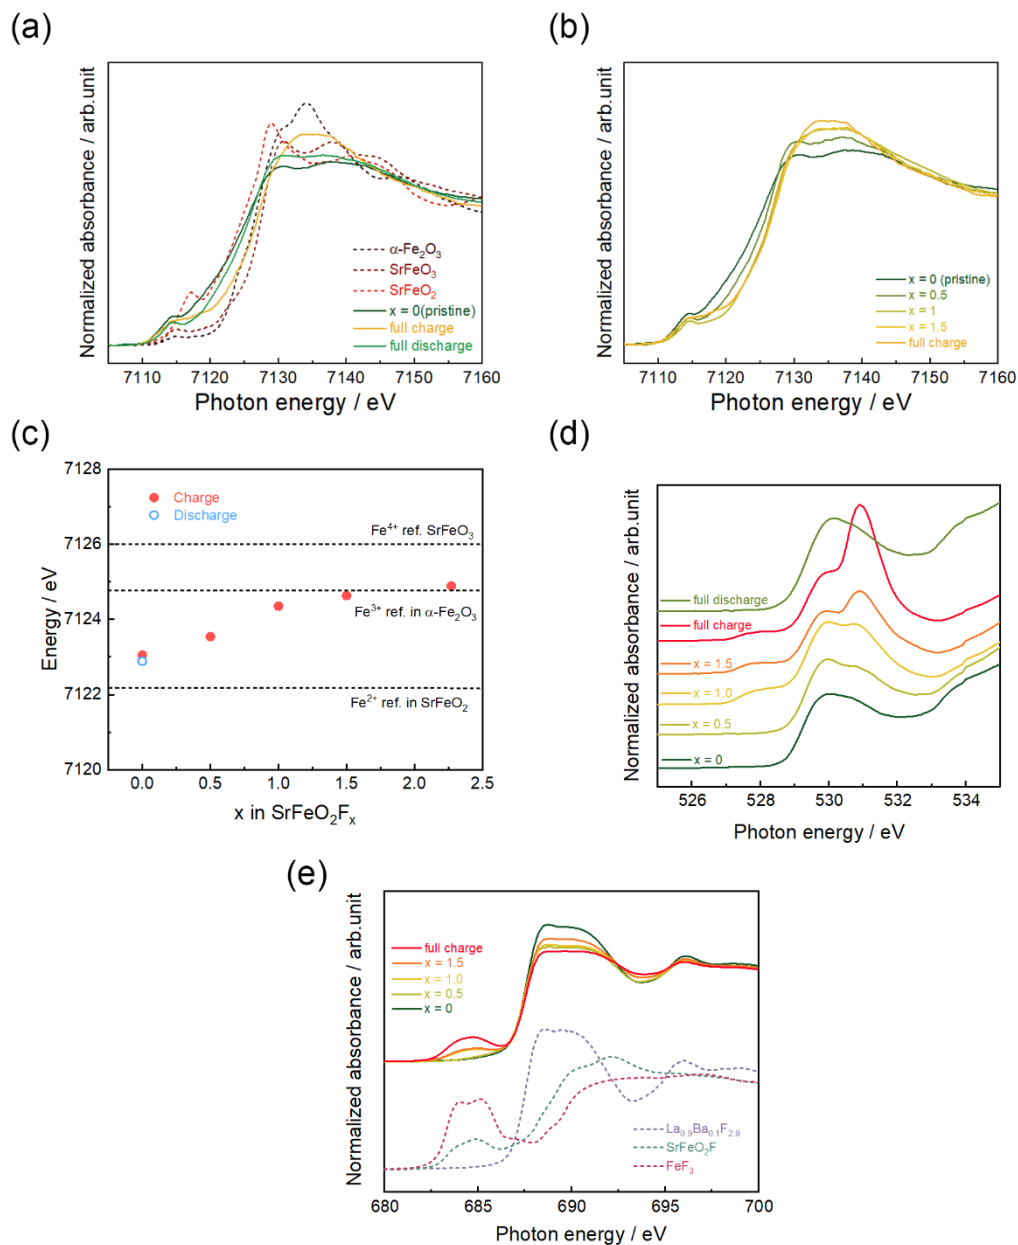 (a)
Normalized absorbance / arb.unit
α-Fe₂O₃
SrFeO₃
SrFeO₂
x = 0(pristine)
full charge
full discharge
7110 7120 7130 7140 7150 7160
Photon energy / eV
(b)
Normalized absorbance / arb.unit
x = 0 (pristine)
x = 0.5
x = 1
x = 1.5
full charge
7110 7120 7130 7140 7150 7160
Photon energy / eV
(c)
Energy / eV
7128
7126
7124
7122
7120
Charge
Discharge
Fe⁴⁺ ref. SrFeO₃
Fe³⁺ ref. in α-Fe₂O₃
Fe²⁺ ref. in SrFeO₂
0.0 0.5 1.0 1.5 2.0 2.5
x in SrFeO₂Fₓ
(d)
Normalized absorbance / arb.unit
full discharge
full charge
x = 1.5
x = 1.0
x = 0.5
x = 0
526 528 530 532 534
Photon energy / eV
(e)
Normalized absorbance / arb.unit
full charge
x = 1.5
x = 1.0
x = 0.5
x = 0
La₀.₉Ba₀.₁F₂.₉
SrFeO₂F
FeF₃
680 685 690 695 700
Photon energy / eV